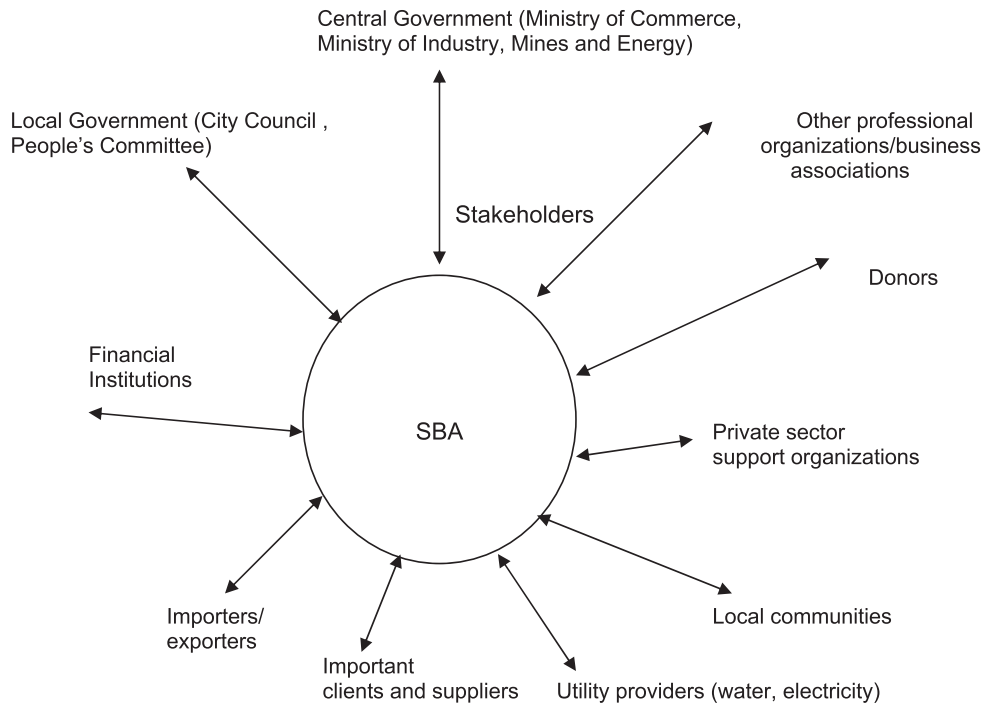 Central Government (Ministry of Commerce,
Ministry of Industry, Mines and Energy)
Local Government (City Council ,
People's Committee)
Other professional
organizations/business
associations
Stakeholders
Donors
Financial
Institutions
SBA
Private sector
support organizations
Importers/
exporters
Local communities
Important
clients and suppliers
Utility providers (water, electricity)